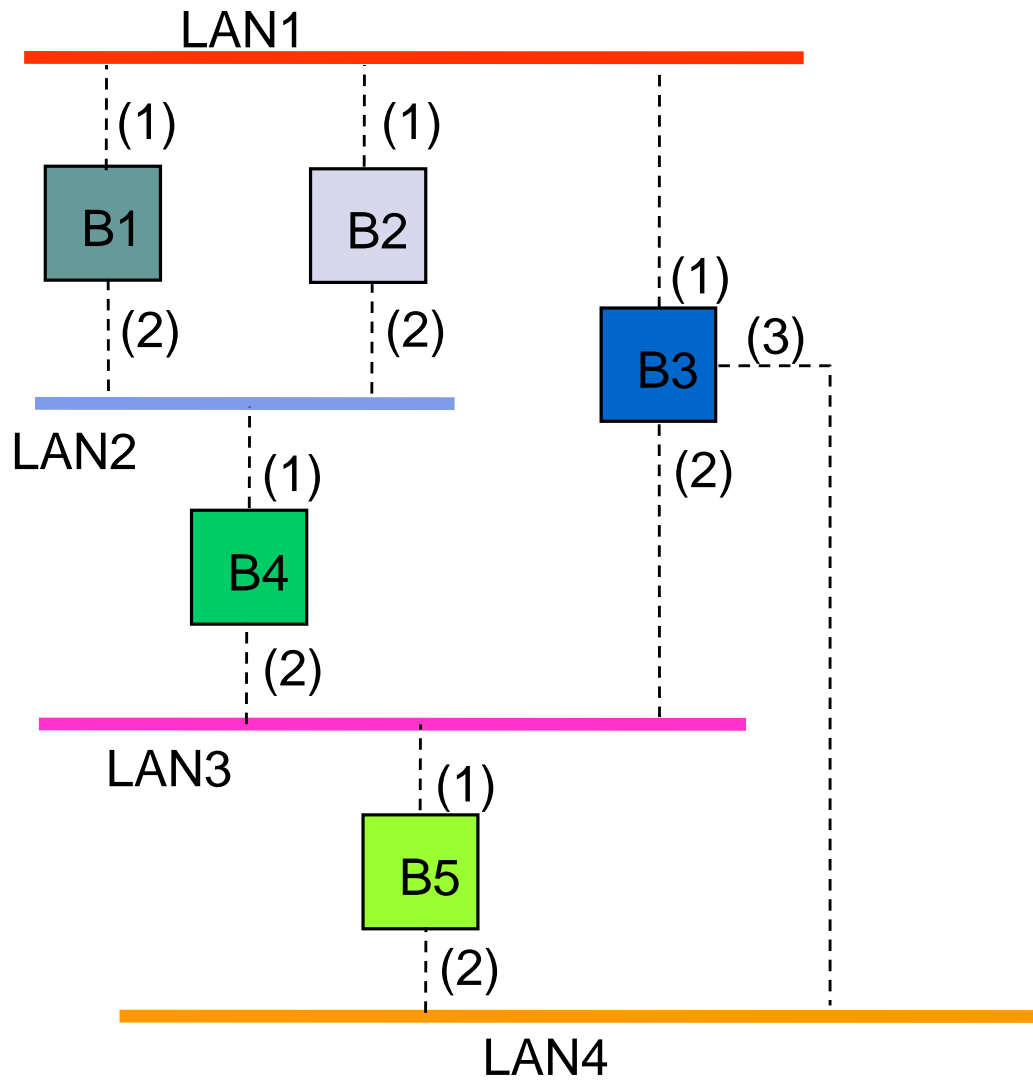 LAN1
(1)
(1)
B1
B2
(1)
(2)
(2)
(3)
B3
LAN2
(1)
(2)
B4
(2)
LAN3
(1)
B5
(2)
LAN4